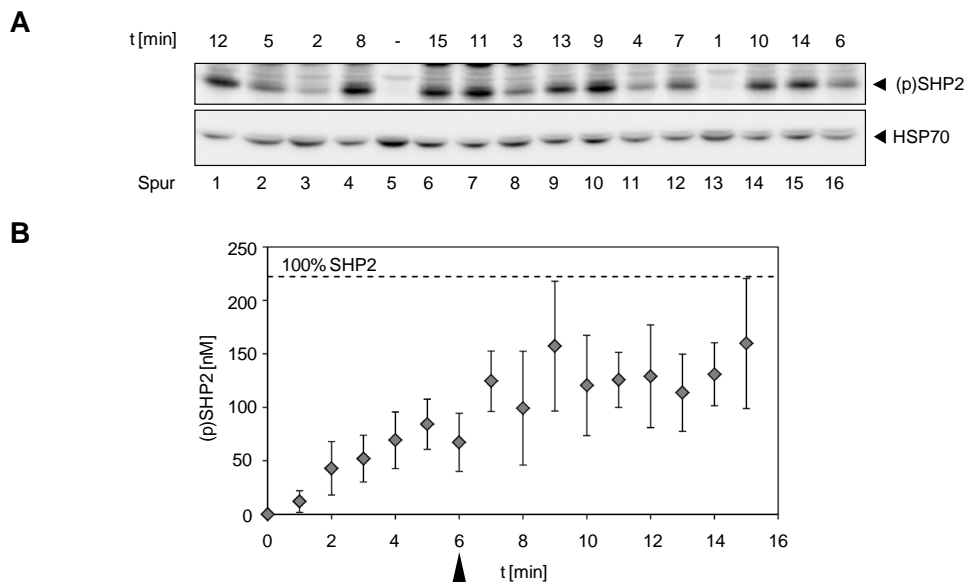 A
t [min] 12 5 2 8 - 15 11 3 13 9 4 7 1 10 14 6
(p)SHP2
HSP70
Spur 1 2 3 4 5 6 7 8 9 10 11 12 13 14 15 16
B
250
100% SHP2
200
150
100
50
0
(p)SHP2 [nM]
0 2 4 6 8 10 12 14 16
t [min]